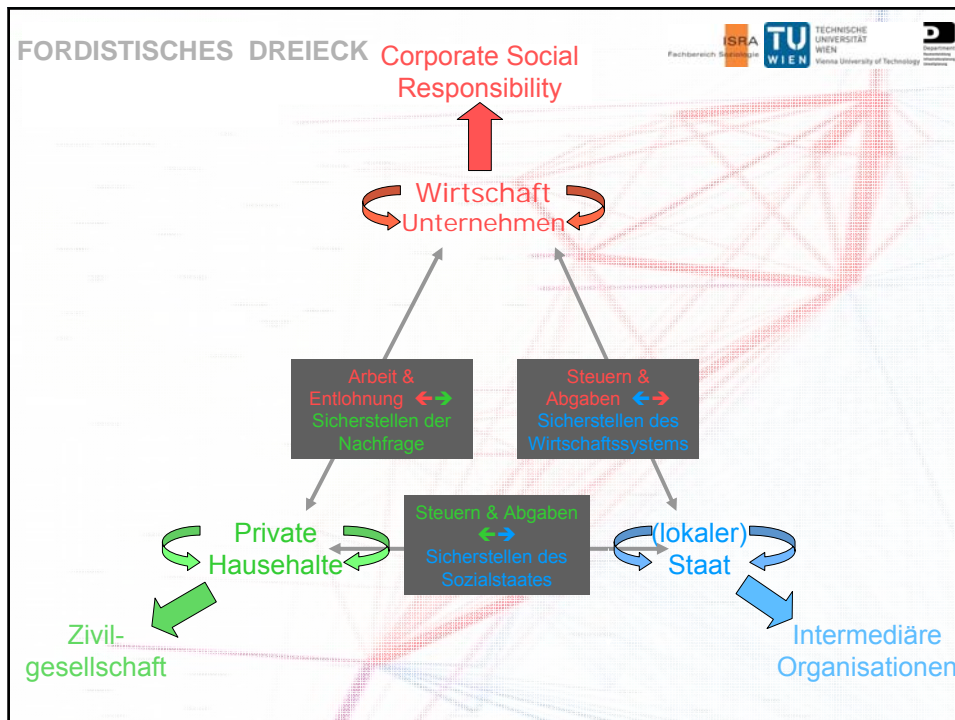 FORDISTISCHES DREIECK
ISRA
Fachbereich Soziologie
TU
WIEN
TECHNISCHE
UNIVERSITÄT
WIEN
Vienna University of Technology
Department
Corporate Social
Responsibility
Wirtschaft
Unternehmen
Arbeit &
Entlohnung
Sicherstellen der
Nachfrage
Steuern &
Abgaben
Sicherstellen des
Wirtschaftssystems
Steuern & Abgaben
Sicherstellen des
Sozialstaates
Private
Hausehalte
(lokaler)
Staat
Zivil-
gesellschaft
Intermediäre
Organisationen